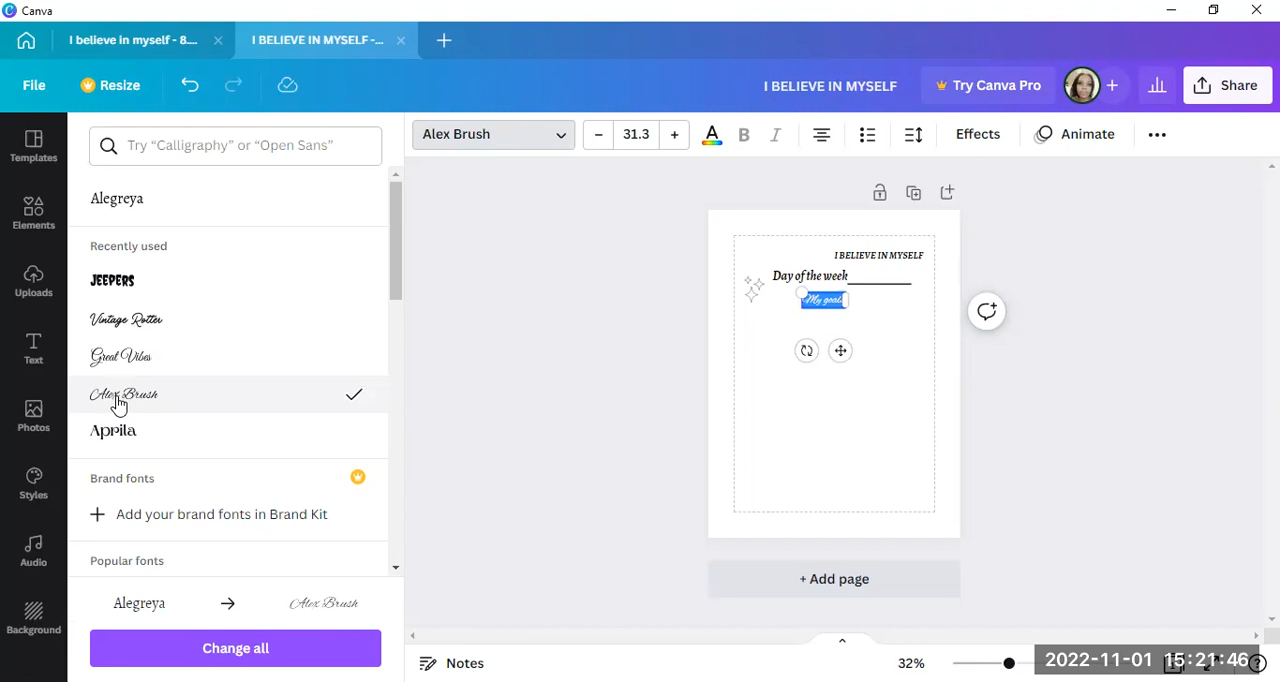 Canva
I believe in myself - 8....
I BELIEVE IN MYSELF -...
File
Resize
I BELIEVE IN MYSELF
Try Canva Pro
Share
Templates
Elements
Uploads
Text
Photos
Styles
Audio
Background
Try “Calligraphy” or “Open Sans”
Alegreya
Recently used
JEEPERS
Vintage Rotter
Great Vibes
Alex Brush
Aprila
Brand fonts
Add your brand fonts in Brand Kit
Popular fonts
Alegreya
Alex Brush
Change all
Alex Brush
– 31.3 +
A B I
Effects
Animate
I BELIEVE IN MYSELF
Day of the week
My goals
+ Add page
Notes
32%
2022-11-01 15:21:46